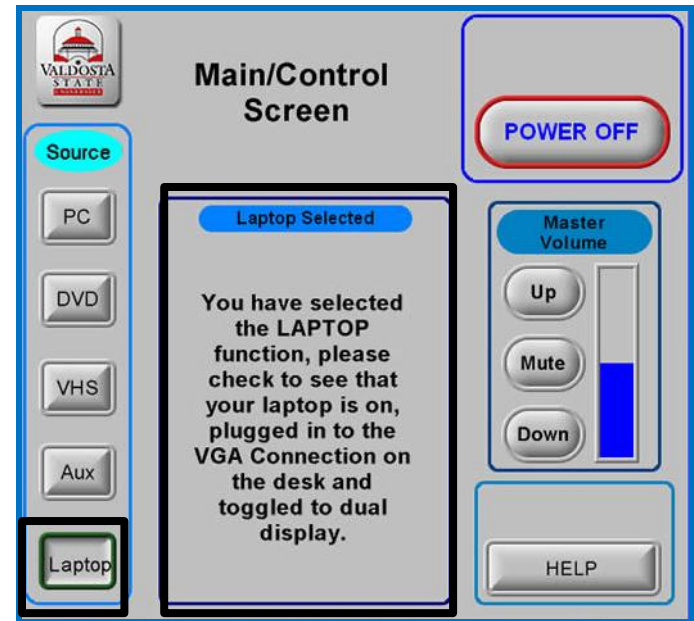 VALDOSTA
STATE
UNIVERSITY
Main/Control
Screen
POWER OFF
Source
PC
DVD
VHS
Aux
Laptop
Laptop Selected
You have selected
the LAPTOP
function, please
check to see that
your laptop is on,
plugged in to the
VGA Connection on
the desk and
toggled to dual
display.
Master
Volume
Up
Mute
Down
HELP